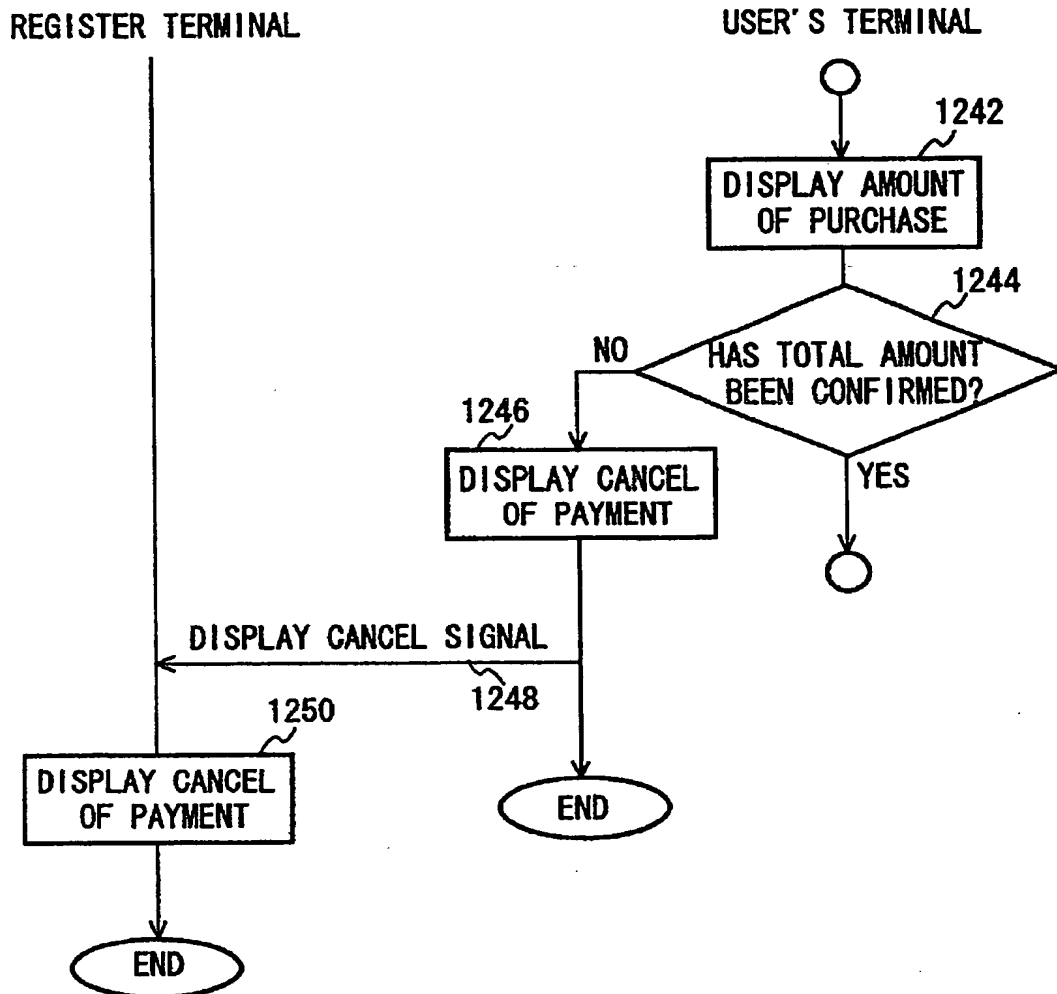 REGISTER TERMINAL
USER'S TERMINAL
1242
DISPLAY AMOUNT
OF PURCHASE
1244
NO
HAS TOTAL AMOUNT
BEEN CONFIRMED?
1246
DISPLAY CANCEL
OF PAYMENT
YES
DISPLAY CANCEL SIGNAL
1248
1250
DISPLAY CANCEL
OF PAYMENT
END
END